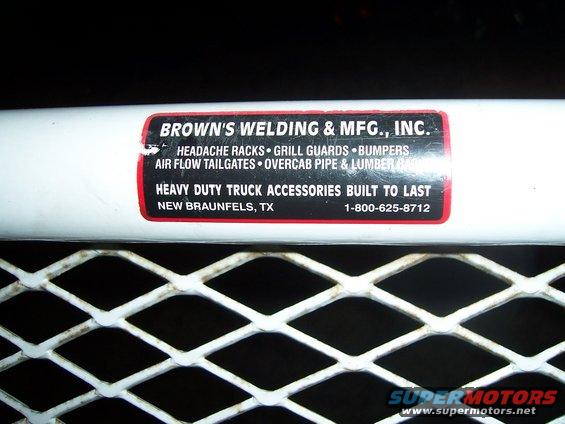 BROWN'S WELDING & MFG., INC.
HEADACHE RACKS • GRILL GUARDS • BUMPERS
AIR FLOW TAILGATES • OVERCAB PIPE & LUMBER
HEAVY DUTY TRUCK ACCESSORIES BUILT TO LAST
NEW BRAUNFELS, TX 1-800-625-8712
SUPERMOTORS
www.supermotors.net